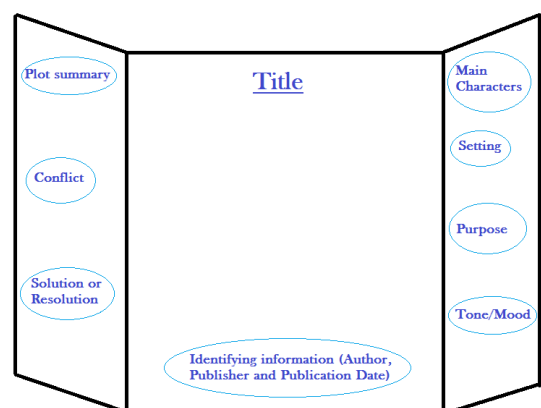 Plot summary
Conflict
Solution or
Resolution
Title
Identifying information (Author,
Publisher and Publication Date)
Main
Characters
Setting
Purpose
Tone/Mood